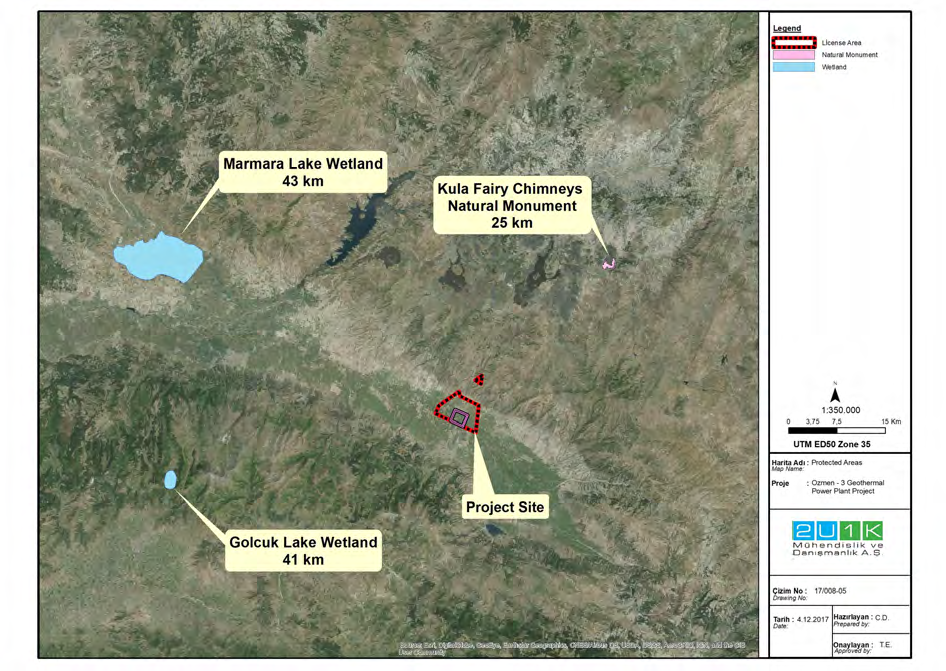 Marmara Lake Wetland
43 km
Kula Fairy Chimneys
Natural Monument
25 km
Project Site
Golcuk Lake Wetland
41 km
Legend
License Area
Natural Monument
Wetland
N
1:350.000
0 3,75 7,5 15 Km
UTM ED50 Zone 35
Harita Adı : Protected Areas
Map Name:
Proje : Ozmen - 3 Geothermal
Power Plant Project
2U1K
Mühendislik ve
Danışmanlık A.Ş.
Çizim No : 17/008-05
Drawing No:
Tarih : 4.12.2017
Date:
Hazırlayan : C.D.
Prepared by:
Onaylayan : T.E.
Approved by: